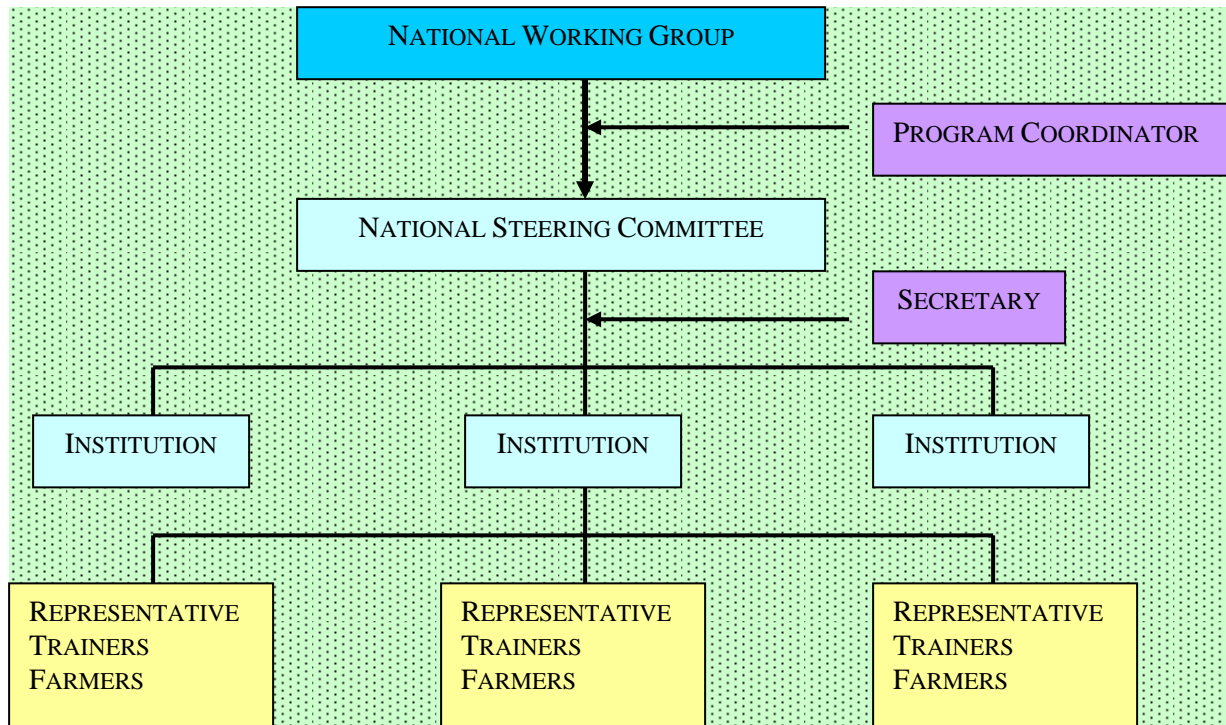 NATIONAL WORKING GROUP
PROGRAM COORDINATOR
NATIONAL STEERING COMMITTEE
SECRETARY
INSTITUTION
INSTITUTION
INSTITUTION
REPRESENTATIVE
TRAINERS
FARMERS
REPRESENTATIVE
TRAINERS
FARMERS
REPRESENTATIVE
TRAINERS
FARMERS